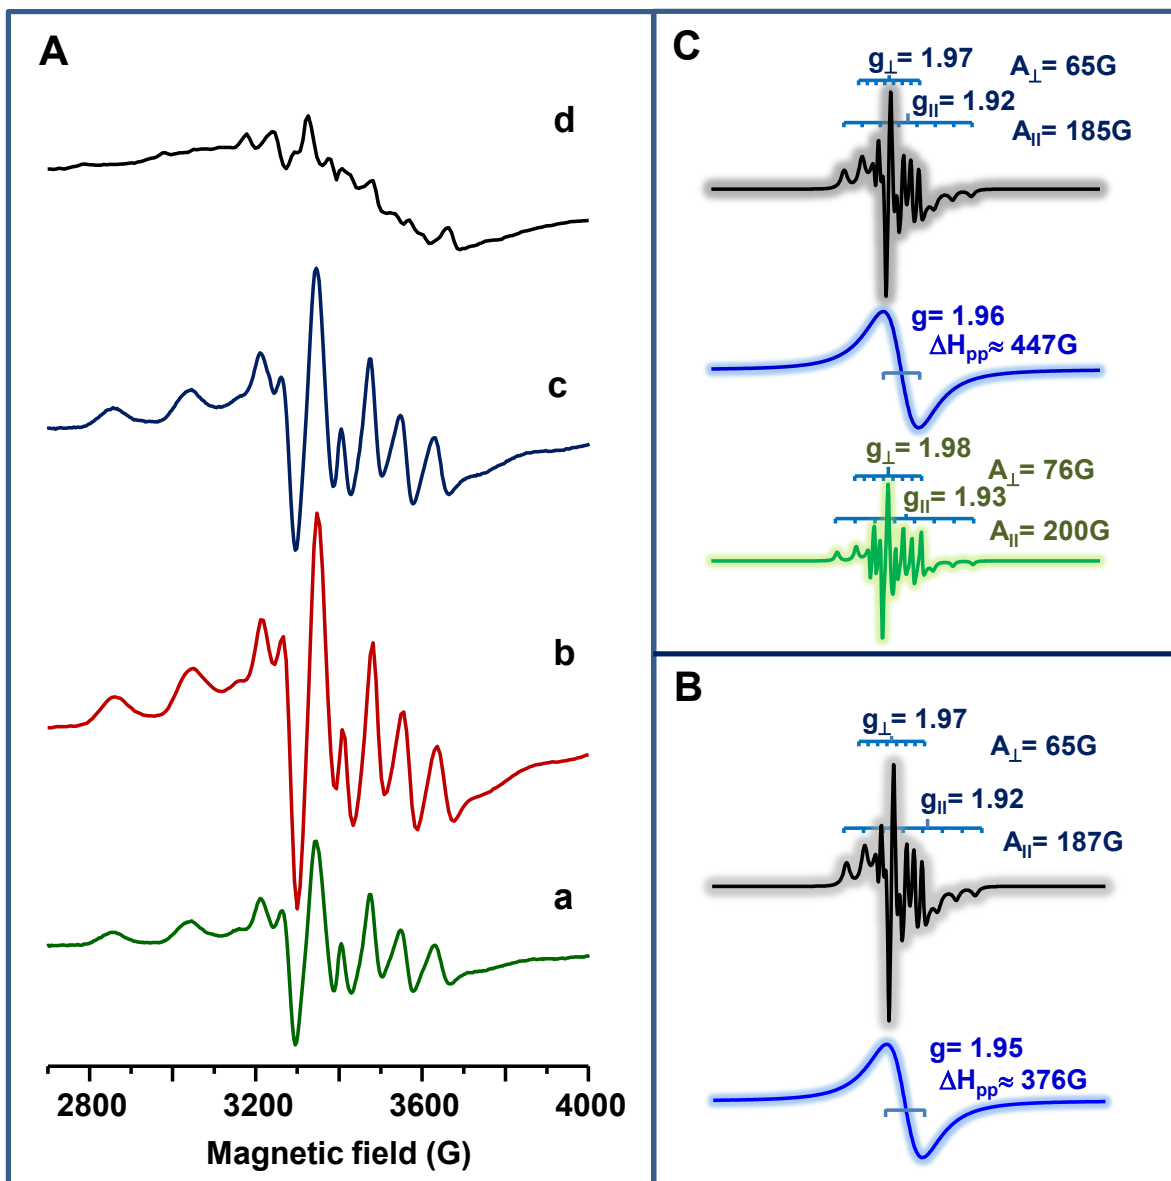 A
d
c
b
a
2800 3200 3600 4000
Magnetic field (G)
C
g⊥= 1.97 A⊥= 65G
g||= 1.92
A||= 185G
g= 1.96
ΔHpp≈ 447G
g⊥= 1.98
A⊥= 76G
g||= 1.93
A||= 200G
B
g⊥= 1.97
A⊥= 65G
g||= 1.92
A||= 187G
g= 1.95
ΔHpp≈ 376G